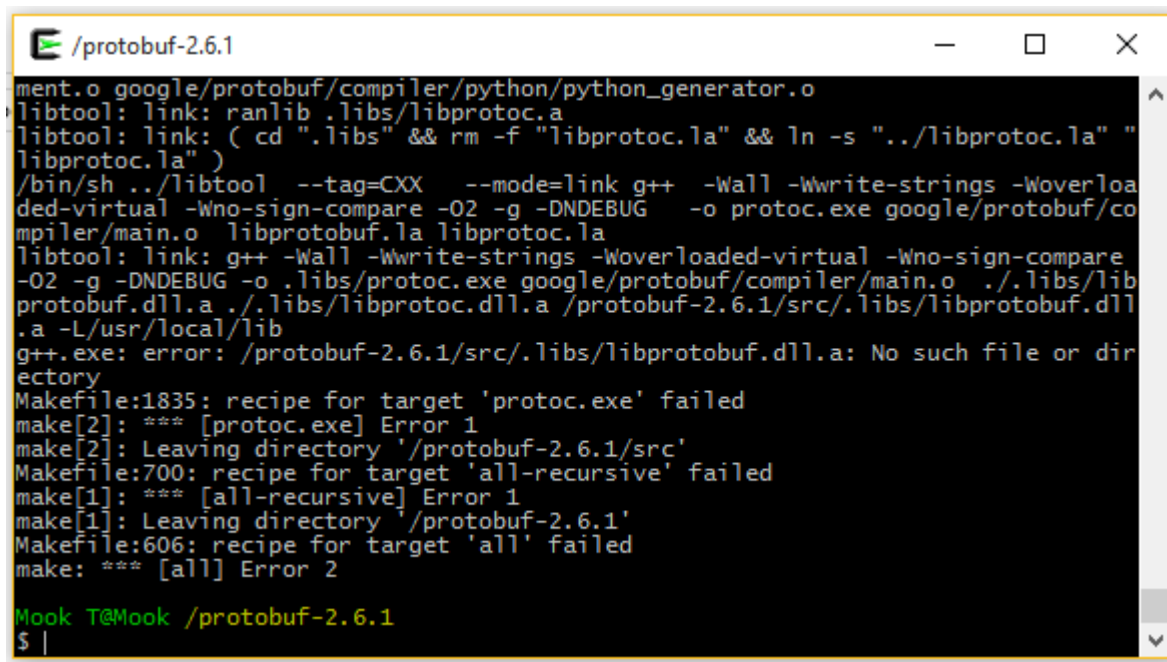 /protobuf-2.6.1
ment.o google/protobuf/compiler/python/python_generator.o
libtool: link: ranlib .libs/libprotoc.a
libtool: link: ( cd ".libs" && rm -f "libprotoc.la" && ln -s "../libprotoc.la" "
libprotoc.la" )
/bin/sh ../libtool  --tag=CXX   --mode=link g++  -Wall -Wwrite-strings -Woverloa
ded-virtual -Wno-sign-compare -O2 -g -DNDEBUG   -o protoc.exe google/protobuf/co
mpiler/main.o  libprotobuf.la libprotoc.la
libtool: link: g++ -Wall -Wwrite-strings -Woverloaded-virtual -Wno-sign-compare
-O2 -g -DNDEBUG -o .libs/protoc.exe google/protobuf/compiler/main.o  ./.libs/lib
protobuf.dll.a ./.libs/libprotoc.dll.a /protobuf-2.6.1/src/.libs/libprotobuf.dll
.a -L/usr/local/lib
g++.exe: error: /protobuf-2.6.1/src/.libs/libprotobuf.dll.a: No such file or dir
ectory
Makefile:1835: recipe for target 'protoc.exe' failed
make[2]: *** [protoc.exe] Error 1
make[2]: Leaving directory '/protobuf-2.6.1/src'
Makefile:700: recipe for target 'all-recursive' failed
make[1]: *** [all-recursive] Error 1
make[1]: Leaving directory '/protobuf-2.6.1'
Makefile:606: recipe for target 'all' failed
make: *** [all] Error 2
Mook T@Mook /protobuf-2.6.1
$